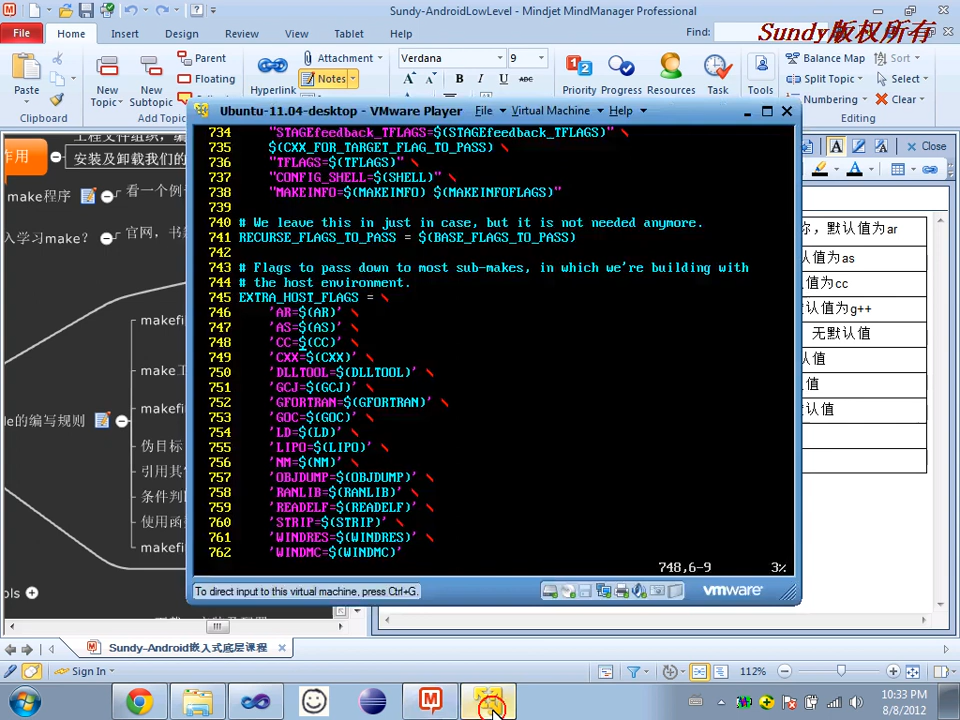 Sundy-AndroidLowLevel - Mindjet MindManager Professional
File
Home
Insert
Design
Review
View
Tablet
Help
Find:
Sundy版权所有
Paste
Clipboard
New Topic
New Subtopic
Parent
Floating
Add Top
Hyperlink
Attachment
Notes
Verdana
9
B I U
Priority
Progress
Resources
Task
Tools
Balance Map
Split Topic
Numbering
Sort
Select
Clear
Editing
Close
Ubuntu-11.04-desktop - VMware Player
File
Virtual Machine
Help
734 "STAGEfeedback_TFLAGS=$(STAGEfeedback_TFLAGS)" \
735 $(CXX_FOR_TARGET_FLAG_TO_PASS) \
736 "TFLAGS=$(TFLAGS)" \
737 "CONFIG_SHELL=$(SHELL)" \
738 "MAKEINFO=$(MAKEINFO) $(MAKEINFOFLAGS)"
739
740 # We leave this in just in case, but it is not needed anymore.
741 RECURSE_FLAGS_TO_PASS = $(BASE_FLAGS_TO_PASS)
742
743 # Flags to pass down to most sub-makes, in which we're building with
744 # the host environment.
745 EXTRA_HOST_FLAGS = \
746 'AR=$(AR)' \
747 'AS=$(AS)' \
748 'CC=$(CC)' \
749 'CXX=$(CXX)' \
750 'DLLTOOL=$(DLLTOOL)' \
751 'GCJ=$(GCJ)' \
752 'GFORTRAN=$(GFORTRAN)' \
753 'GOC=$(GOC)' \
754 'LD=$(LD)' \
755 'LIPO=$(LIPO)' \
756 'NM=$(NM)' \
757 'OBJDUMP=$(OBJDUMP)' \
758 'RANLIB=$(RANLIB)' \
759 'READELF=$(READELF)' \
760 'STRIP=$(STRIP)' \
761 'WINDRES=$(WINDRES)' \
762 'WINDMC=$(WINDMC)'
748,6-9 3%
To direct input to this virtual machine, press Ctrl+G.
vmware
作用
安装及卸载我们的
make程序
看一个例
入学习make?
官网，书
makefi
make工
makefi
le的编写规则
伪目标
引用其
条件判
使用函
makefi
ols
你，默认值为ar
认值为as
值为cc
认值为g++
无默认值
认值
值
默认值
Sundy-Android嵌入式底层课程
Sign In
112%
10:33 PM
8/8/2012